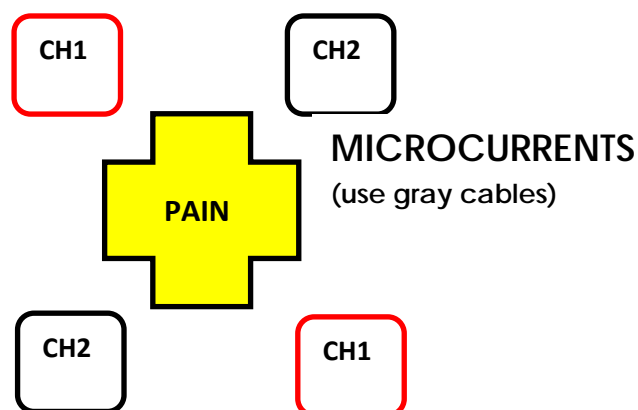 CH1
CH2
MICROCURRENTS
(use gray cables)
PAIN
CH2
CH1